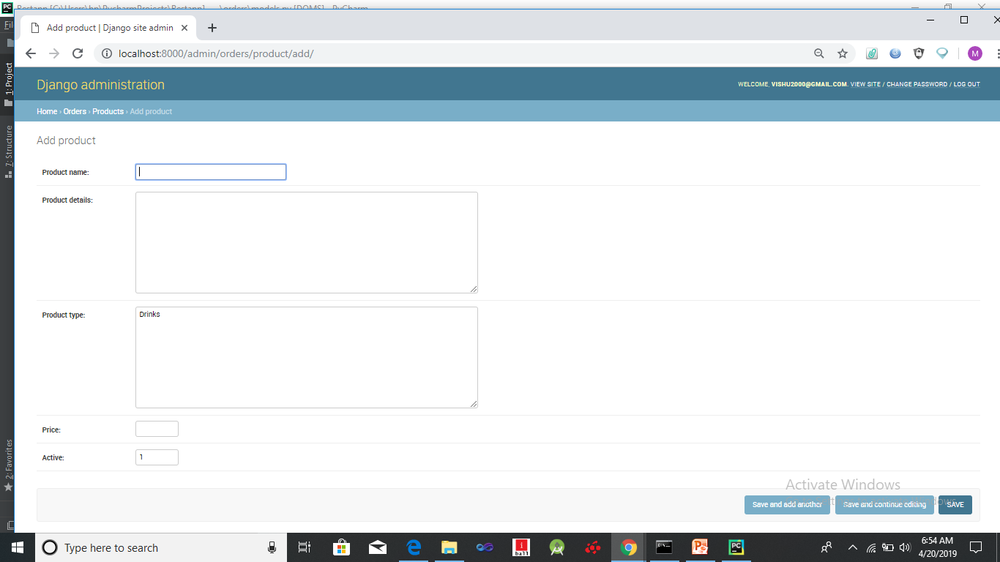 Add product | Django site admin
localhost:8000/admin/orders/product/add/
M
1: Project
7: Structure
2: Favorites
Django administration
WELCOME, VISHU2000@GMAIL.COM. VIEW SITE / CHANGE PASSWORD / LOG OUT
Home › Orders › Products › Add product
Add product
Product name:
Product details:
Product type:
Drinks
Price:
Active:
1
Activate Windows
Save and add another
Save and continue editing
SAVE
Type here to search
6:54 AM
4/20/2019